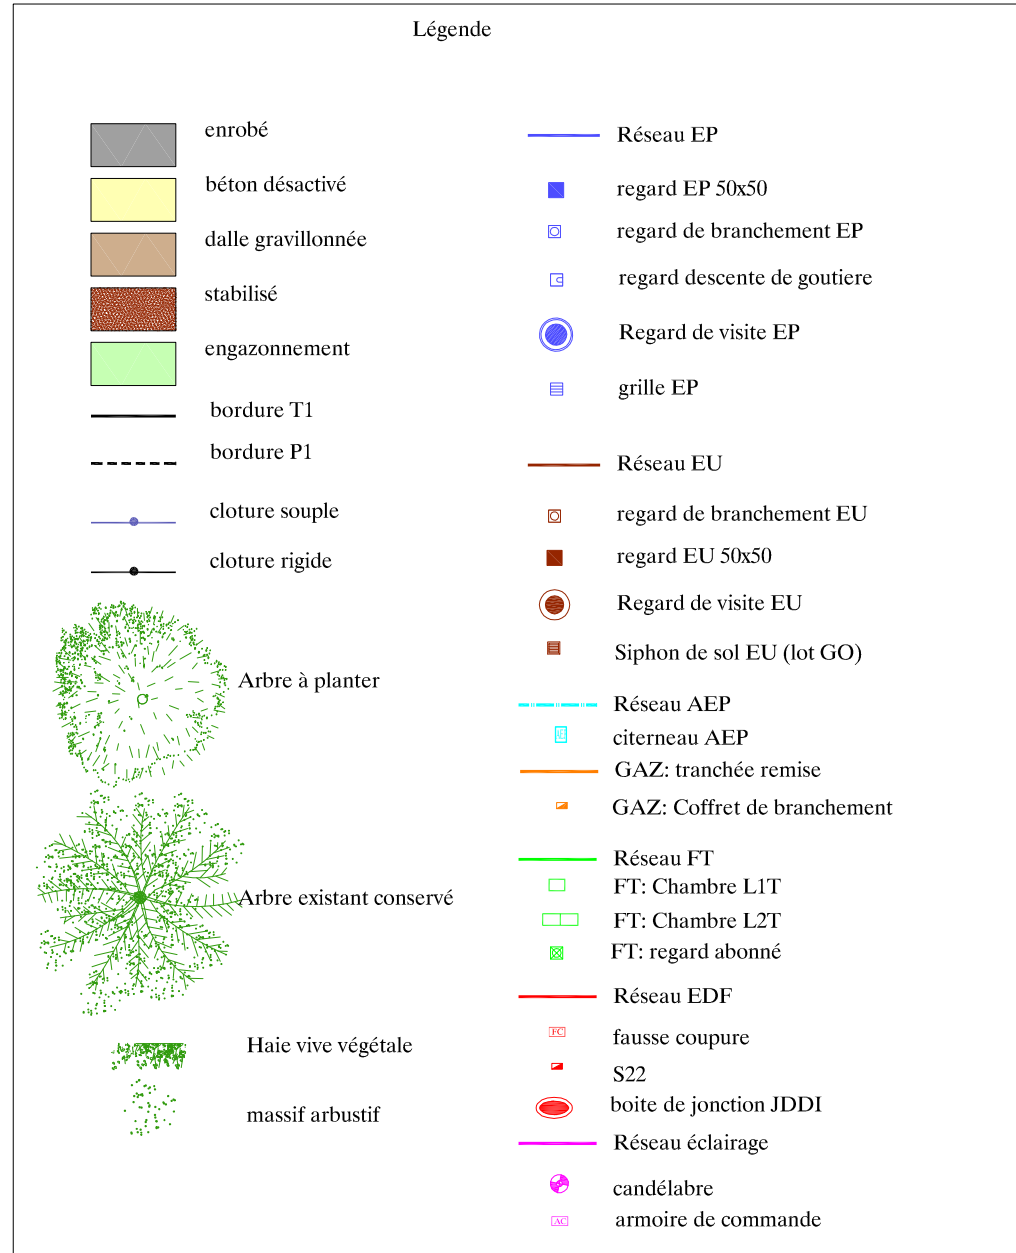 Légende
enrobé
béton désactivé
dalle gravillonnée
stabilisé
engazonnement
bordure T1
bordure P1
cloture souple
cloture rigide
Arbre à planter
Arbre existant conservé
Haie vive végétale
massif arbustif
Réseau EP
regard EP 50x50
regard de branchement EP
regard descente de goutiere
Regard de visite EP
grille EP
Réseau EU
regard de branchement EU
regard EU 50x50
Regard de visite EU
Siphon de sol EU (lot GO)
Réseau AEP
citerneau AEP
GAZ: tranchée remise
GAZ: Coffret de branchement
Réseau FT
FT: Chambre L1T
FT: Chambre L2T
FT: regard abonné
Réseau EDF
FC fausse coupure
S22
boite de jonction JDDI
Réseau éclairage
candélabre
AC armoire de commande